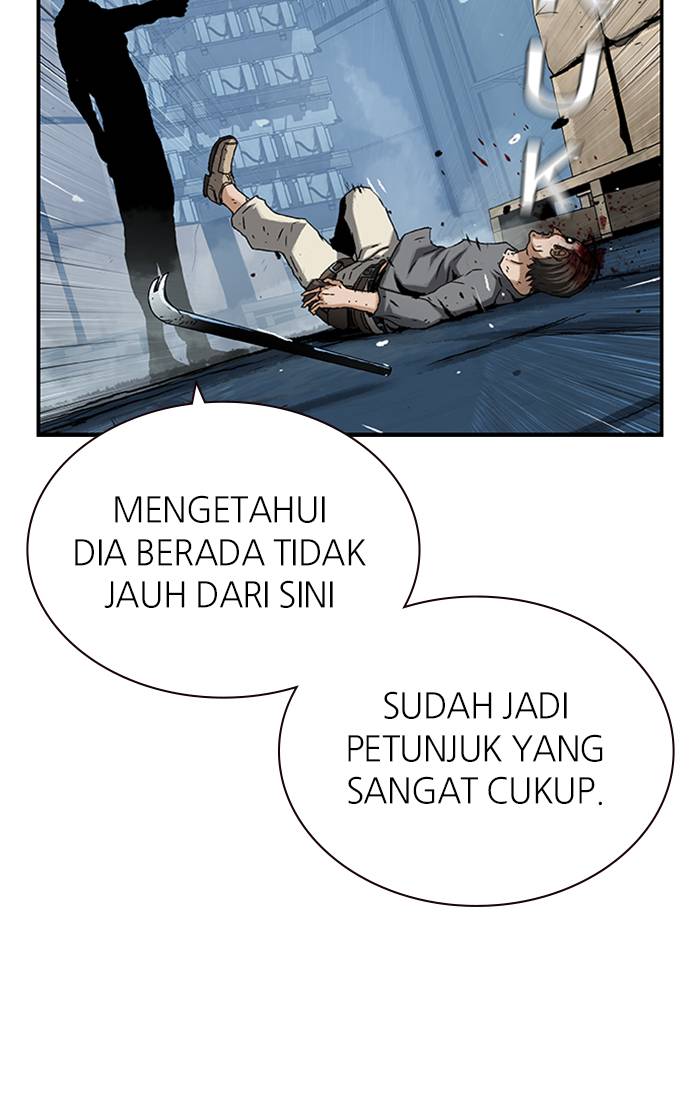 N
U
K
MENGETAHUI
DIA BERADA TIDAK
JAUH DARI SINI
SUDAH JADI
PETUNJUK YANG
SANGAT CUKUP.